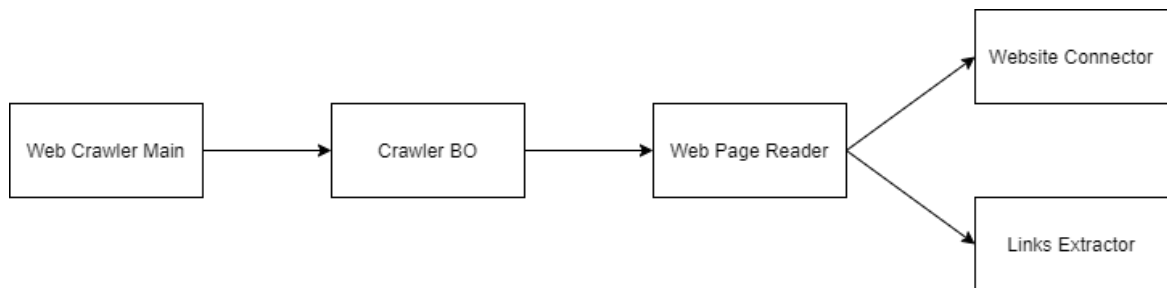 Website Connector
Web Crawler Main
Crawler BO
Web Page Reader
Links Extractor